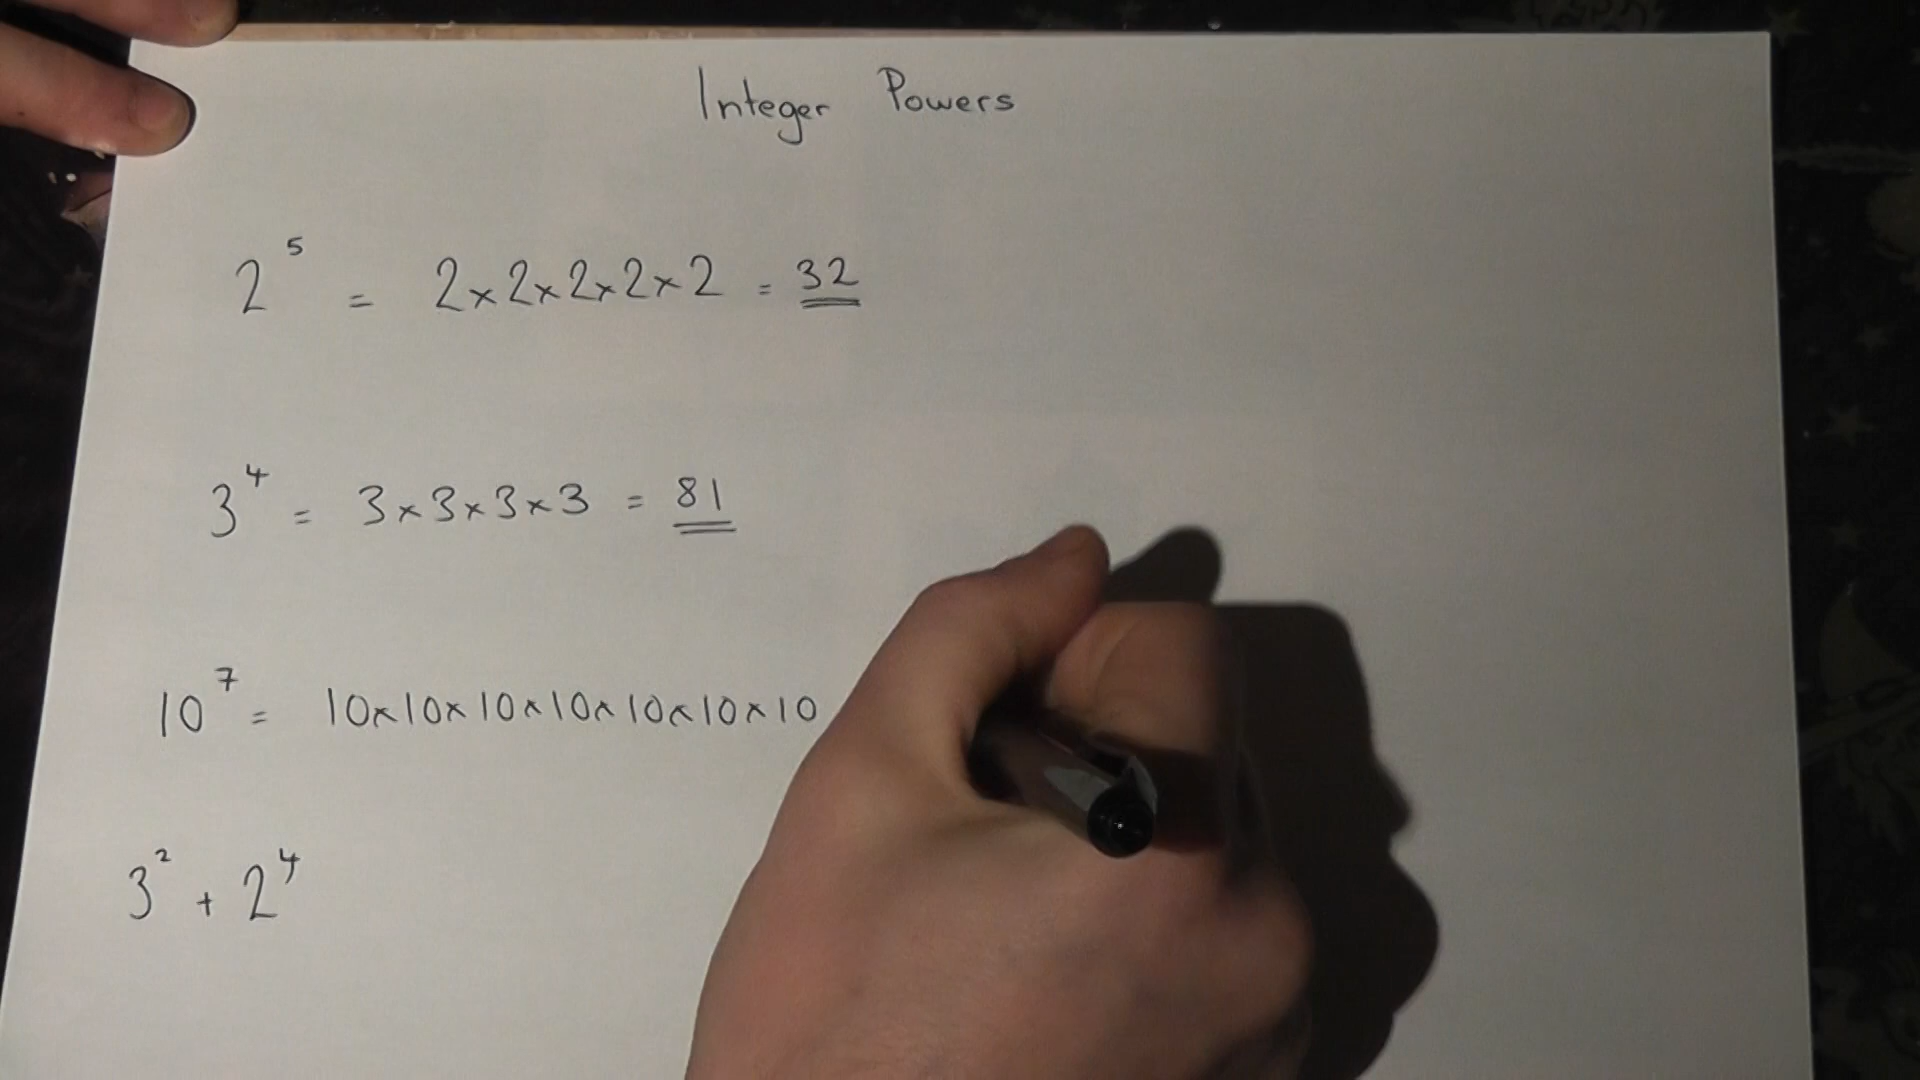 Integer Powers
2⁵ = 2×2×2×2×2 = 32
3⁴ = 3×3×3×3 = 81
10⁷ = 10×10×10×10×10×10×10
3² + 2⁴